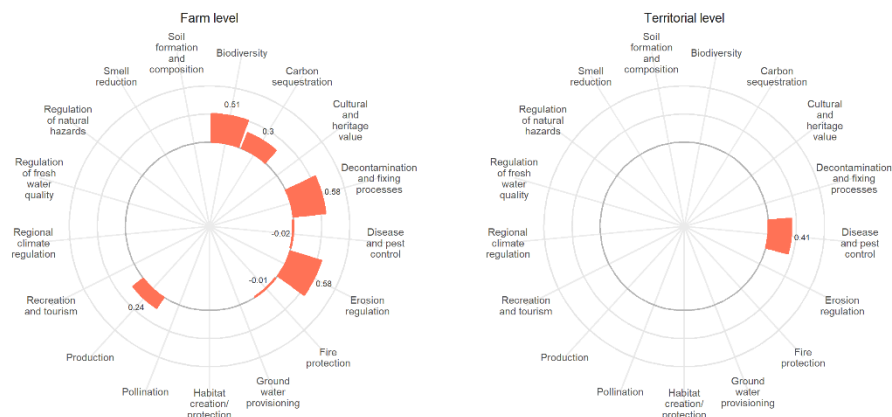 Farm level
Soil
formation
and
composition
Biodiversity
Carbon
sequestration
Cultural
and
heritage
value
Decontamination
and fixing
processes
Disease
and pest
control
Erosion
regulation
Fire
protection
Ground
water
provisioning
Habitat
creation/
protection
Pollination
Production
Recreation
and tourism
Regional
climate
regulation
Regulation
of fresh
water
quality
Regulation
of natural
hazards
Smell
reduction
0.51
0.3
0.58
-0.02
0.58
-0.01
0.24
Territorial level
Soil
formation
and
composition
Biodiversity
Carbon
sequestration
Cultural
and
heritage
value
Decontamination
and fixing
processes
Disease
and pest
control
Erosion
regulation
Fire
protection
Ground
water
provisioning
Habitat
creation/
protection
Pollination
Production
Recreation
and tourism
Regional
climate
regulation
Regulation
of fresh
water
quality
Regulation
of natural
hazards
Smell
reduction
0.41